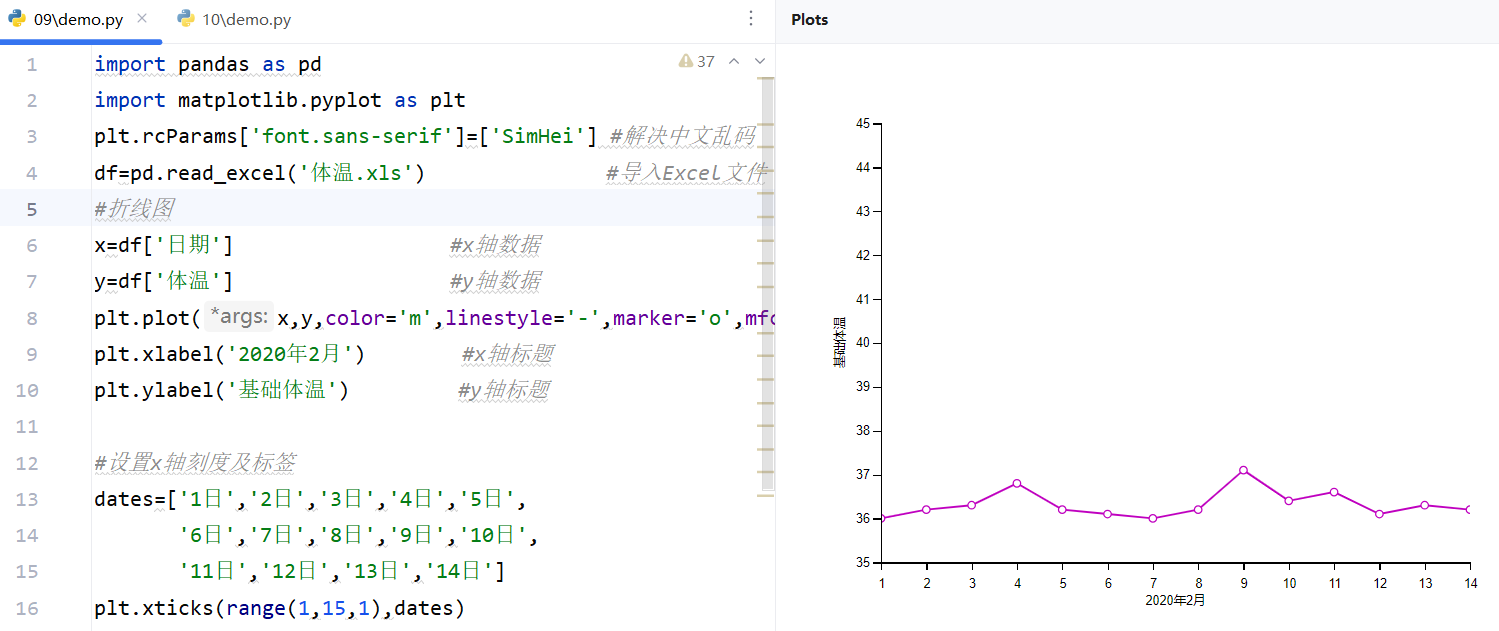 09\demo.py
10\demo.py
Plots
37
1 import pandas as pd
2 import matplotlib.pyplot as plt
3 plt.rcParams['font.sans-serif']=['SimHei'] #解决中文乱码
4 df=pd.read_excel('体温.xls') #导入Excel文件
5 #折线图
6 x=df['日期'] #x轴数据
7 y=df['体温'] #y轴数据
8 plt.plot( *args: x,y,color='m',linestyle='-',marker='o',mfc
9 plt.xlabel('2020年2月') #x轴标题
10 plt.ylabel('基础体温') #y轴标题
11
12 #设置x轴刻度及标签
13 dates=['1日','2日','3日','4日','5日',
14 '6日','7日','8日','9日','10日',
15 '11日','12日','13日','14日']
16 plt.xticks(range(1,15,1),dates)
45
44
43
42
41
40
39
38
37
36
35
基础体温
1 2 3 4 5 6 7 8 9 10 11 12 13 14
2020年2月